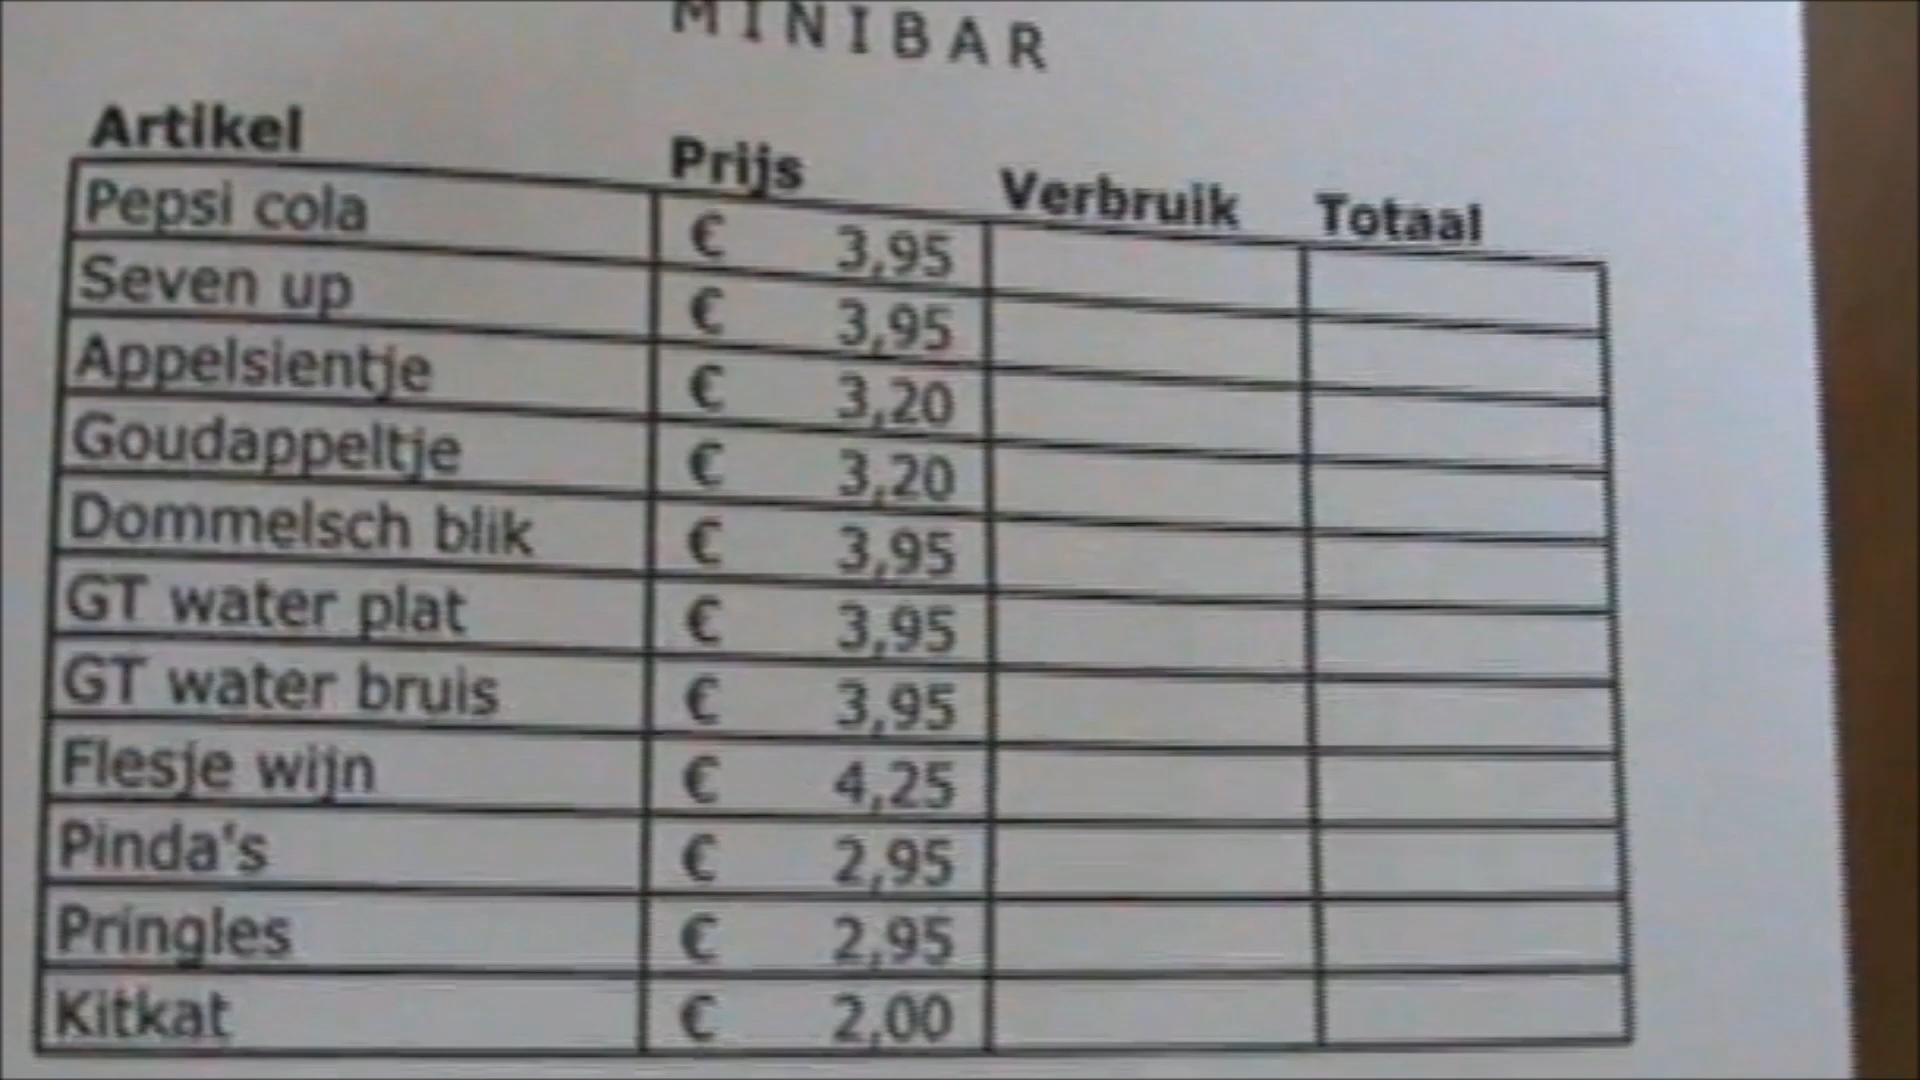 MINIBAR
Artikel Prijs Verbruik Totaal
Pepsi cola € 3,95
Seven up € 3,95
Appelsientje € 3,20
Goudappeltje € 3,20
Dommelsch blik € 3,95
GT water plat € 3,95
GT water bruis € 3,95
Flesje wijn € 4,25
Pinda's € 2,95
Pringles € 2,95
Kitkat € 2,00